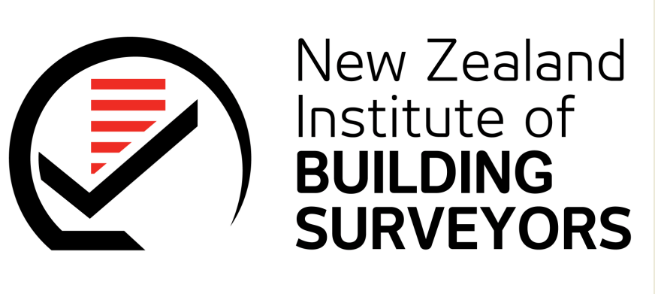 New Zealand
Institute of
BUILDING
SURVEYORS